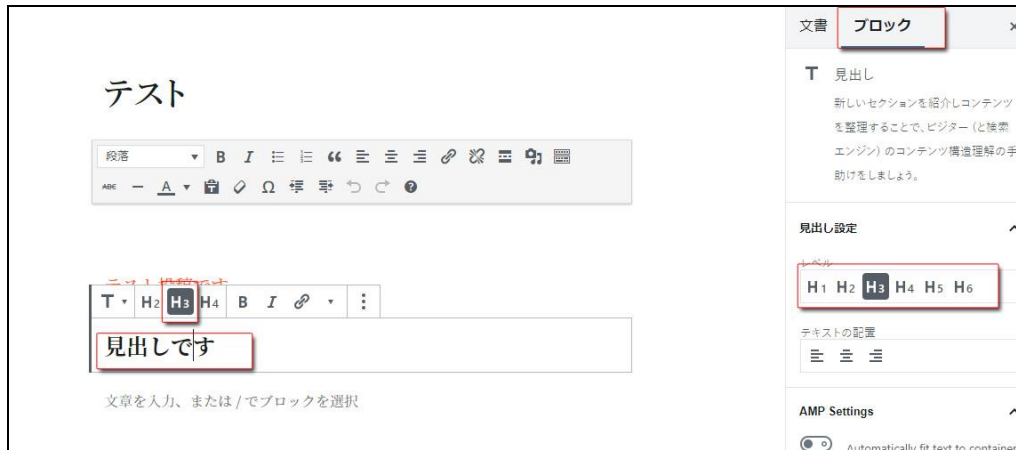 文書 ブロック ×
テスト
段落
B I
ABC A Ω
テスト投稿です
T H2 H3 H4 B I
見出しです
文章を入力、または / でブロックを選択
T 見出し
新しいセクションを紹介しコンテンツ
を整理することで、ビジター (と検索
エンジン) のコンテンツ構造理解の手
助けをしましょう。
見出し設定
レベル
H1 H2 H3 H4 H5 H6
テキストの配置
AMP Settings
Automatically fit text to container